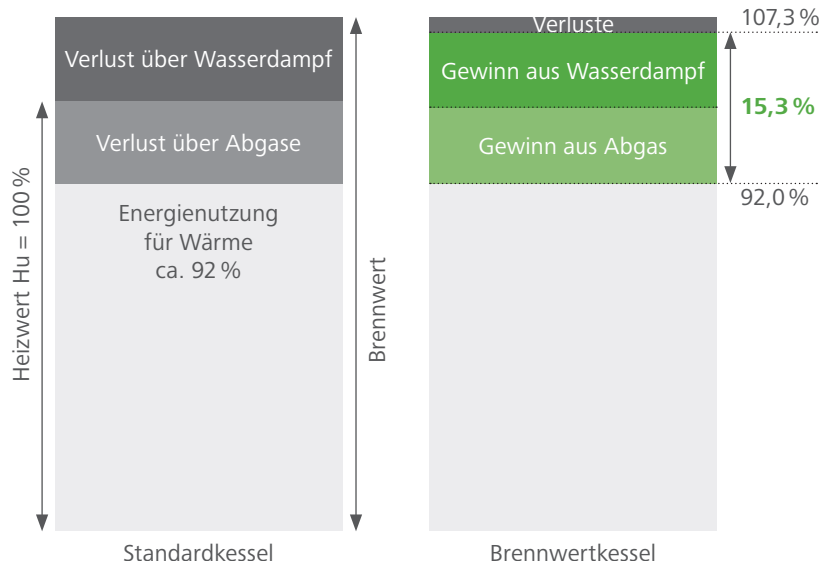 Verlust über Wasserdampf
Verlust über Abgase
Energienutzung
für Wärme
ca. 92 %
Heizwert Hu = 100 %
Brennwert
Standardkessel
Verluste
Gewinn aus Wasserdampf
Gewinn aus Abgas
107,3 %
15,3 %
92,0 %
Brennwertkessel